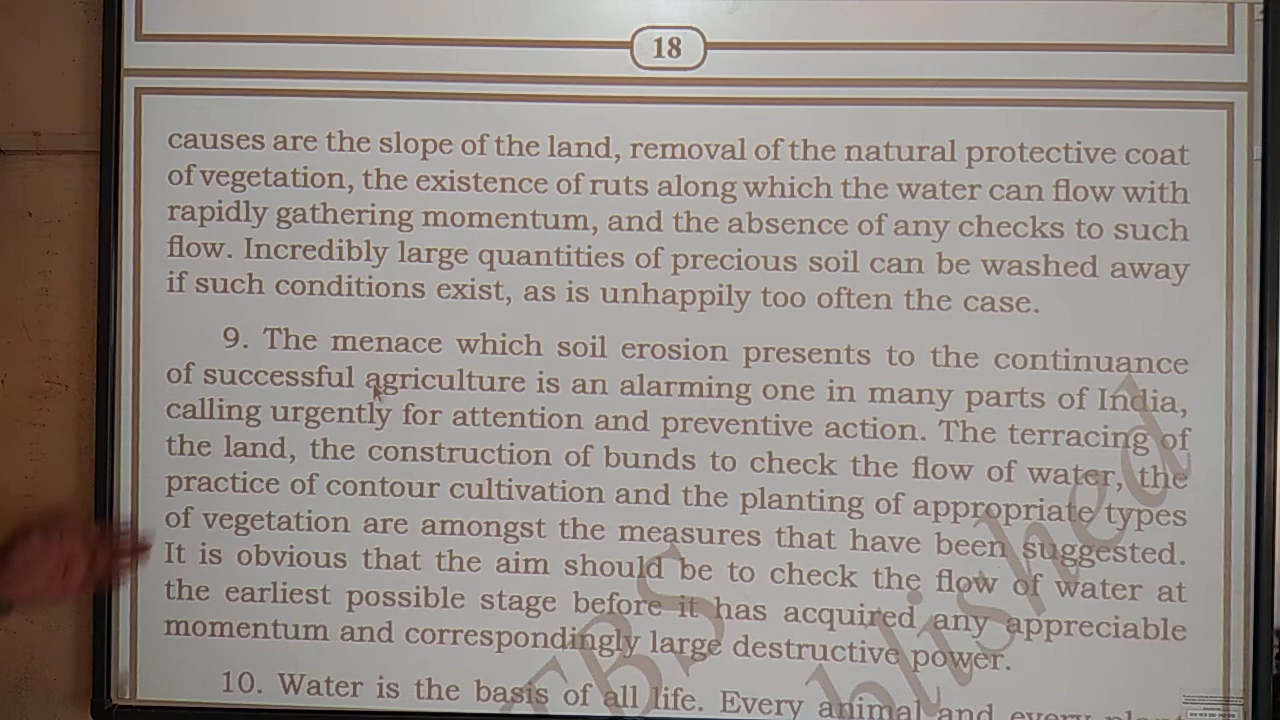 18
causes are the slope of the land, removal of the natural protective coat
of vegetation, the existence of ruts along which the water can flow with
rapidly gathering momentum, and the absence of any checks to such
flow. Incredibly large quantities of precious soil can be washed away
if such conditions exist, as is unhappily too often the case.
9. The menace which soil erosion presents to the continuance
of successful agriculture is an alarming one in many parts of India,
calling urgently for attention and preventive action. The terracing of
the land, the construction of bunds to check the flow of water, the
practice of contour cultivation and the planting of appropriate types
of vegetation are amongst the measures that have been suggested.
It is obvious that the aim should be to check the flow of water at
the earliest possible stage before it has acquired any appreciable
momentum and correspondingly large destructive power.
10. Water is the basis of all life. Every animal and every
TBS
blished